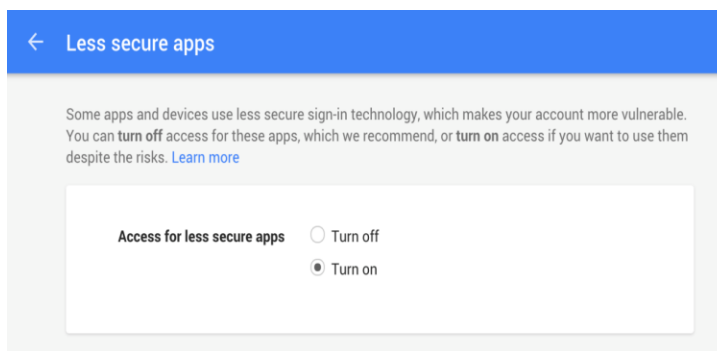 Less secure apps
Some apps and devices use less secure sign-in technology, which makes your account more vulnerable.
You can turn off access for these apps, which we recommend, or turn on access if you want to use them
despite the risks. Learn more
Access for less secure apps
Turn off
Turn on